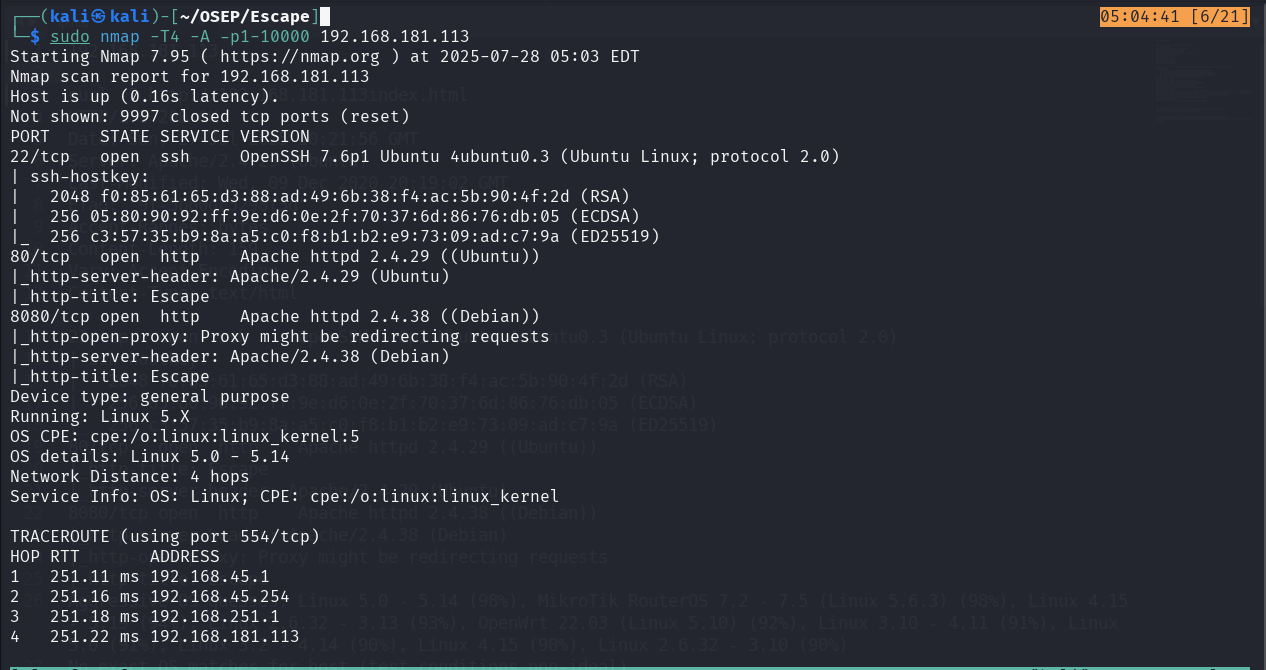 ┌──(kali㉿kali)-[~/OSEP/Escape]
05:04:41 [6/21]
└─$ sudo nmap -T4 -A -p1-10000 192.168.181.113
Starting Nmap 7.95 ( https://nmap.org ) at 2025-07-28 05:03 EDT
Nmap scan report for 192.168.181.113
Host is up (0.16s latency).
Not shown: 9997 closed tcp ports (reset)
PORT     STATE SERVICE VERSION
22/tcp   open  ssh     OpenSSH 7.6p1 Ubuntu 4ubuntu0.3 (Ubuntu Linux; protocol 2.0)
| ssh-hostkey:
|   2048 f0:85:61:65:d3:88:ad:49:6b:38:f4:ac:5b:90:4f:2d (RSA)
|   256 05:80:90:92:ff:9e:d6:0e:2f:70:37:6d:86:76:db:05 (ECDSA)
|_  256 c3:57:35:b9:8a:a5:c0:f8:b1:b2:e9:73:09:ad:c7:9a (ED25519)
80/tcp   open  http    Apache httpd 2.4.29 ((Ubuntu))
|_http-server-header: Apache/2.4.29 (Ubuntu)
|_http-title: Escape
8080/tcp open  http    Apache httpd 2.4.38 ((Debian))
|_http-open-proxy: Proxy might be redirecting requests
|_http-server-header: Apache/2.4.38 (Debian)
|_http-title: Escape
Device type: general purpose
Running: Linux 5.X
OS CPE: cpe:/o:linux:linux_kernel:5
OS details: Linux 5.0 - 5.14
Network Distance: 4 hops
Service Info: OS: Linux; CPE: cpe:/o:linux:linux_kernel
TRACEROUTE (using port 554/tcp)
HOP RTT       ADDRESS
1   251.11 ms 192.168.45.1
2   251.16 ms 192.168.45.254
3   251.18 ms 192.168.251.1
4   251.22 ms 192.168.181.113